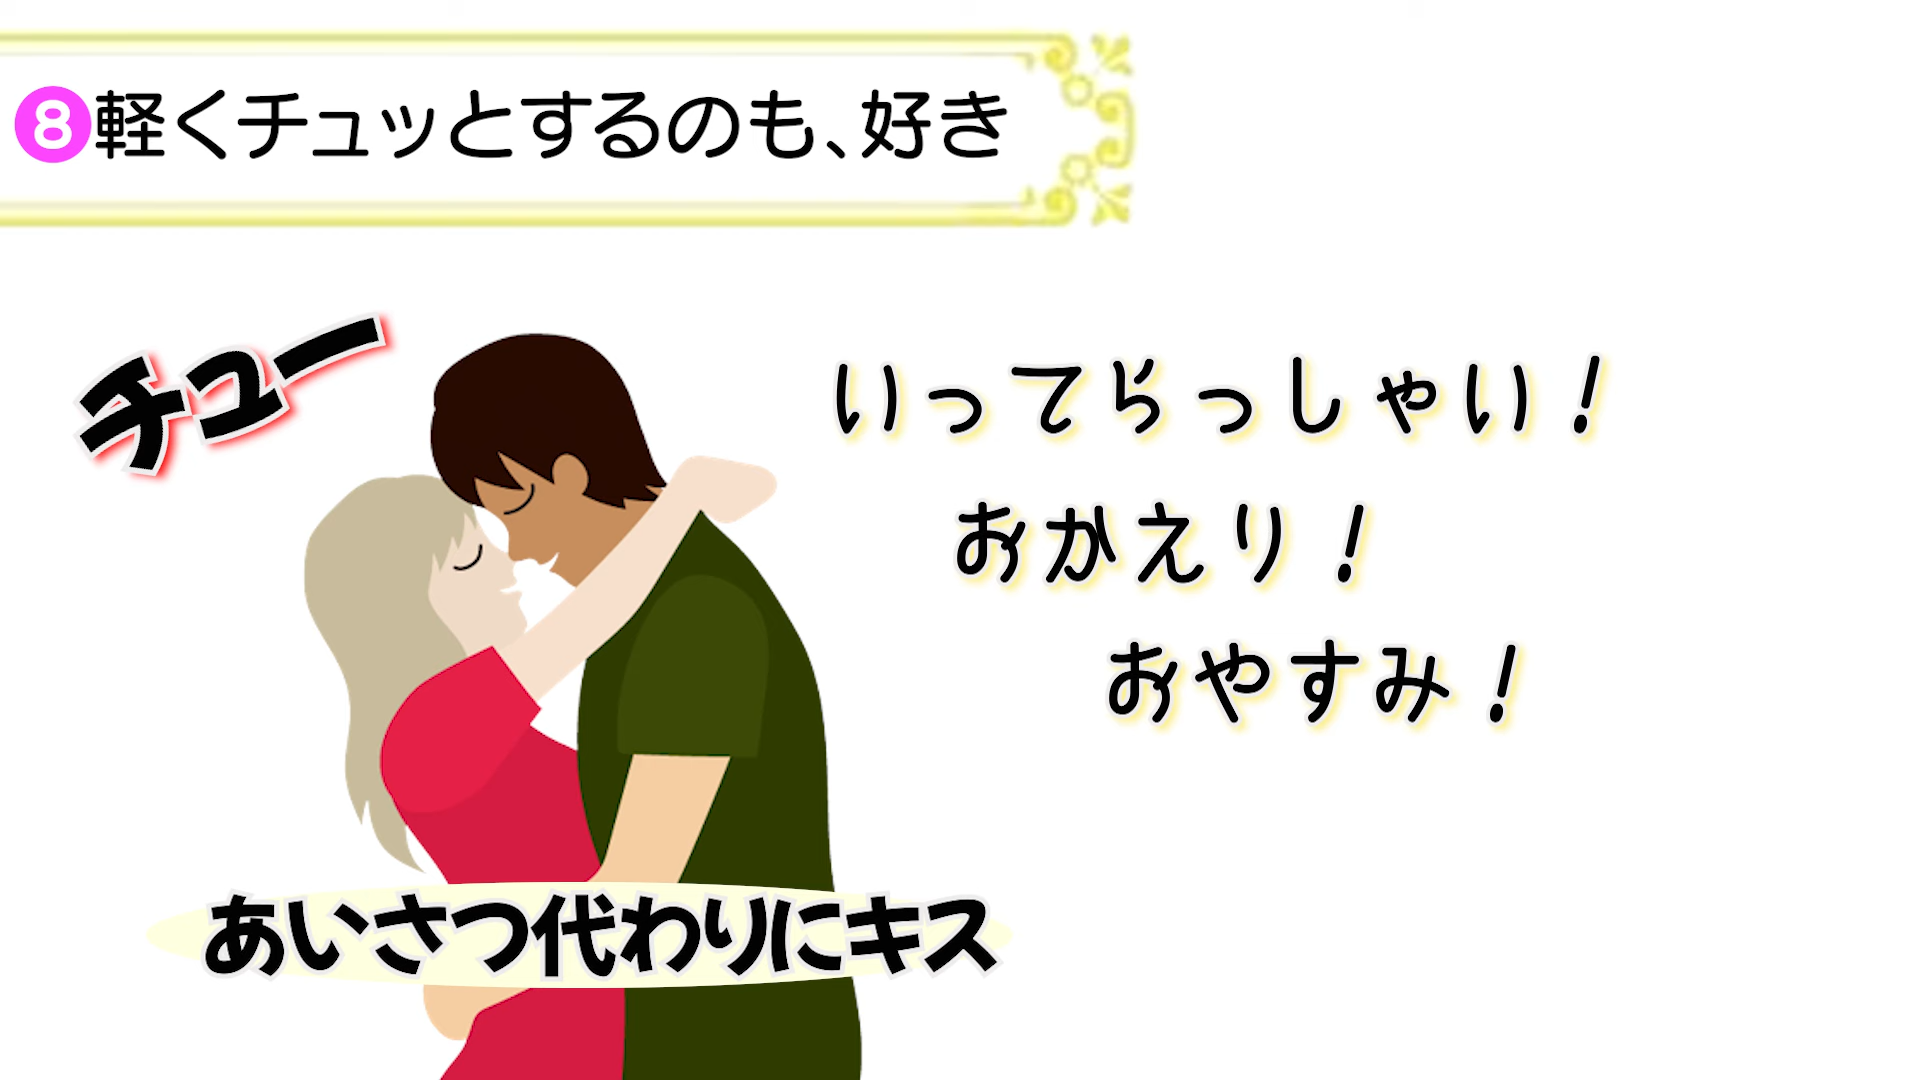 ❽軽くチュッとするのも、好き
チュー
いってらっしゃい！
おかえり！
おやすみ！
あいさつ代わりにキス